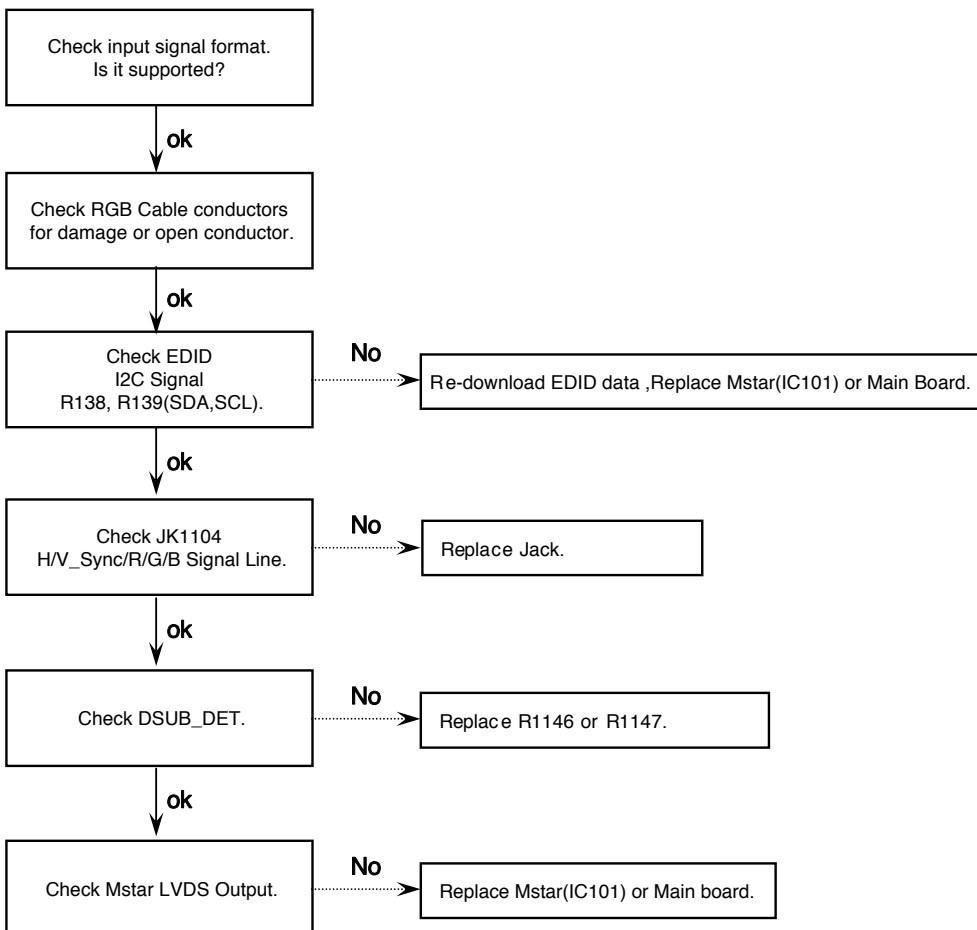 Check input signal format.
Is it supported?
ok
Check RGB Cable conductors
for damage or open conductor.
ok
Check EDID
I2C Signal
R138, R139(SDA,SCL).
No
Re-download EDID data ,Replace Mstar(IC101) or Main Board.
ok
Check JK1104
H/V_Sync/R/G/B Signal Line.
No
Replace Jack.
ok
Check DSUB_DET.
No
Replace R1146 or R1147.
ok
Check Mstar LVDS Output.
No
Replace Mstar(IC101) or Main board.